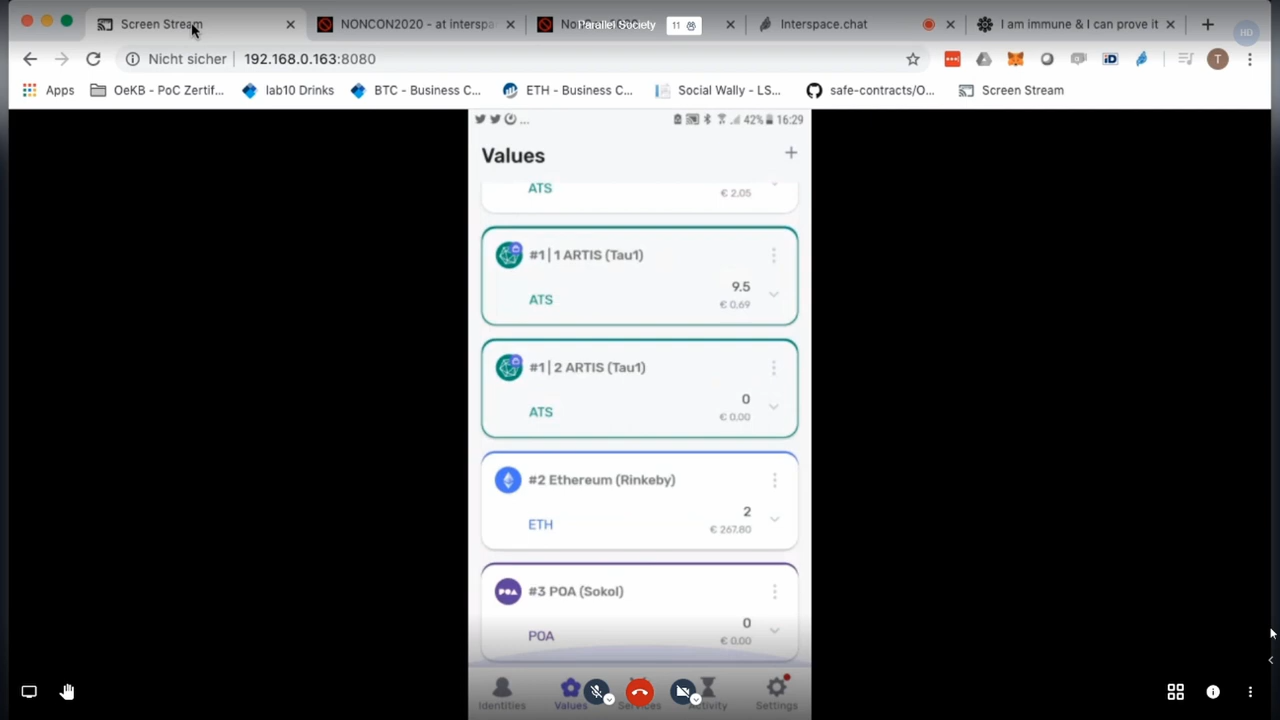 Screen Stream
NONCON2020 - at interspa
Parallel Society
11
Interspace.chat
I am immune & I can prove it
HD
Nicht sicher
192.168.0.163:8080
T
Apps
OeKB - PoC Zertif...
lab10 Drinks
BTC - Business C...
ETH - Business C...
Social Wally - LS...
safe-contracts/O...
Screen Stream
...
42%
16:29
Values
+
ATS
€ 2,05
#1 | 1 ARTIS (Tau1)
9.5
ATS
€ 0,69
#1 | 2 ARTIS (Tau1)
0
ATS
€ 0,00
#2 Ethereum (Rinkeby)
2
ETH
€ 267,80
POA
#3 POA (Sokol)
0
POA
€ 0,00
Identities
Values
Services
Activity
Settings